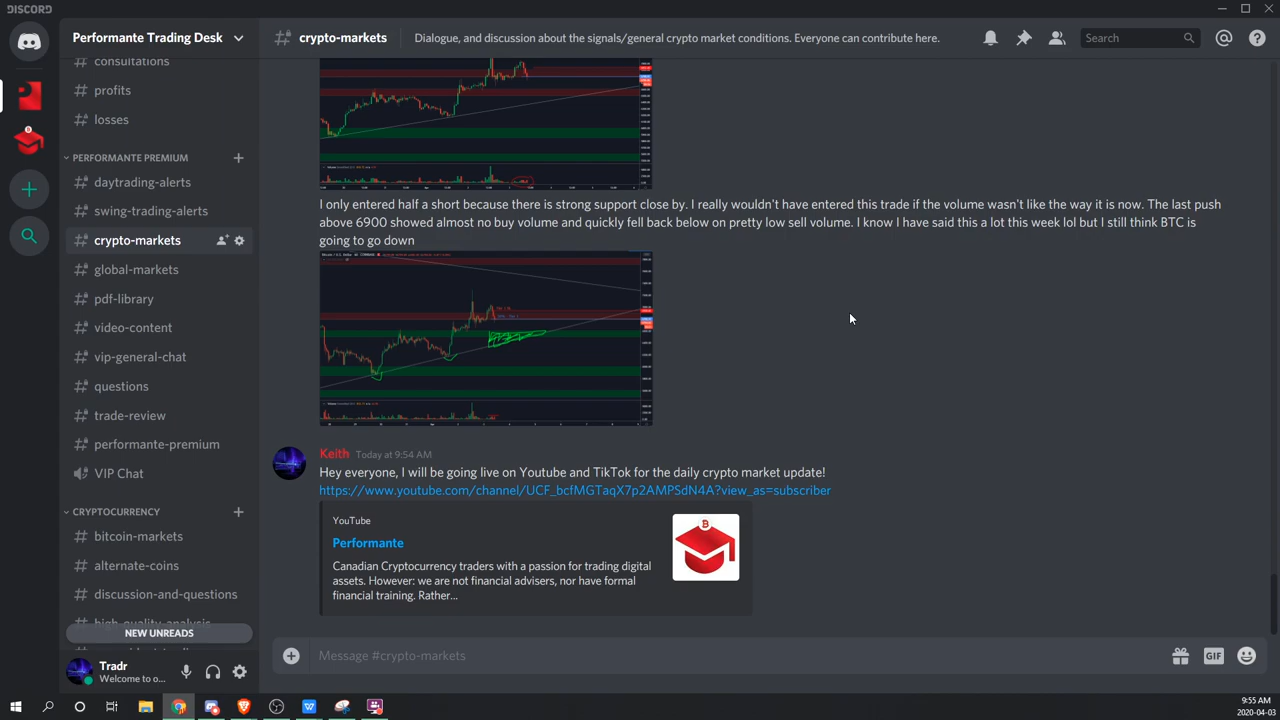 DISCORD
Performante Trading Desk
crypto-markets
Dialogue, and discussion about the signals/general crypto market conditions. Everyone can contribute here.
Search
consultations
profits
losses
PERFORMANTE PREMIUM
daytrading-alerts
swing-trading-alerts
crypto-markets
global-markets
pdf-library
video-content
vip-general-chat
questions
trade-review
performante-premium
VIP Chat
CRYPTOCURRENCY
bitcoin-markets
alternate-coins
discussion-and-questions
high-quality-analysis
NEW UNREADS
Tradr
Welcome to o...
I only entered half a short because there is strong support close by. I really wouldn't have entered this trade if the volume wasn't like the way it is now. The last push
above 6900 showed almost no buy volume and quickly fell back below on pretty low sell volume. I know I have said this a lot this week lol but I still think BTC is
going to go down
Keith Today at 9:54 AM
Hey everyone, I will be going live on Youtube and TikTok for the daily crypto market update!
https://www.youtube.com/channel/UCF_bcfMGTaqX7p2AMPSdN4A?view_as=subscriber
YouTube
Performante
Canadian Cryptocurrency traders with a passion for trading digital
assets. However: we are not financial advisers, nor have formal
financial training. Rather...
Message #crypto-markets
GIF
9:55 AM
2020-04-03